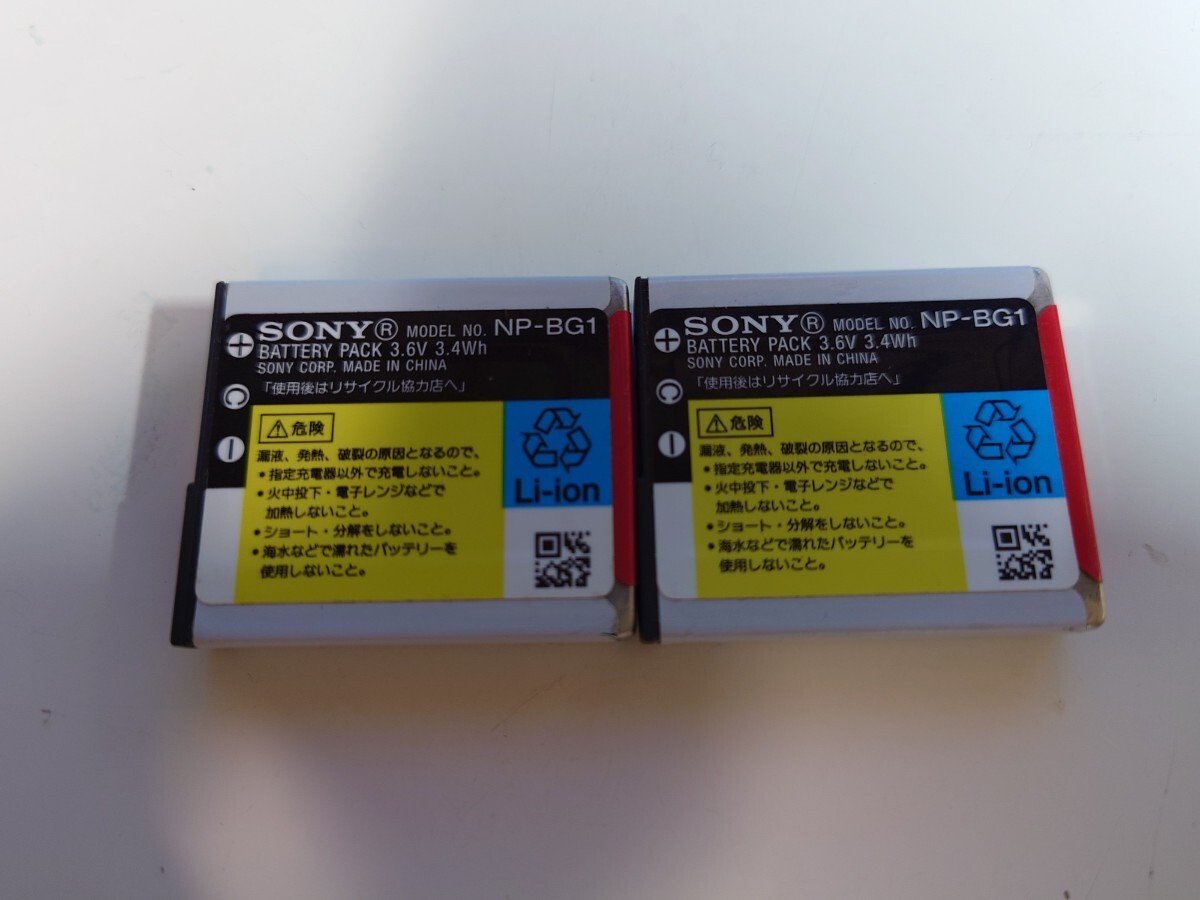 SONY® MODEL NO. NP-BG1
BATTERY PACK 3.6V 3.4Wh
SONY CORP. MADE IN CHINA
「使用後はリサイクル協力店へ」
+
C
-
⚠危険
漏液、発熱、破裂の原因となるので、
•指定充電器以外で充電しないこと。
•火中投下・電子レンジなどで
加熱しないこと。
•ショート・分解をしないこと。
•海水などで濡れたバッテリーを
使用しないこと。
Li-ion
SONY® MODEL NO. NP-BG1
BATTERY PACK 3.6V 3.4Wh
SONY CORP. MADE IN CHINA
「使用後はリサイクル協力店へ」
+
C
-
⚠危険
漏液、発熱、破裂の原因となるので、
•指定充電器以外で充電しないこと。
•火中投下・電子レンジなどで
加熱しないこと。
•ショート・分解をしないこと。
•海水などで濡れたバッテリーを
使用しないこと。
Li-ion